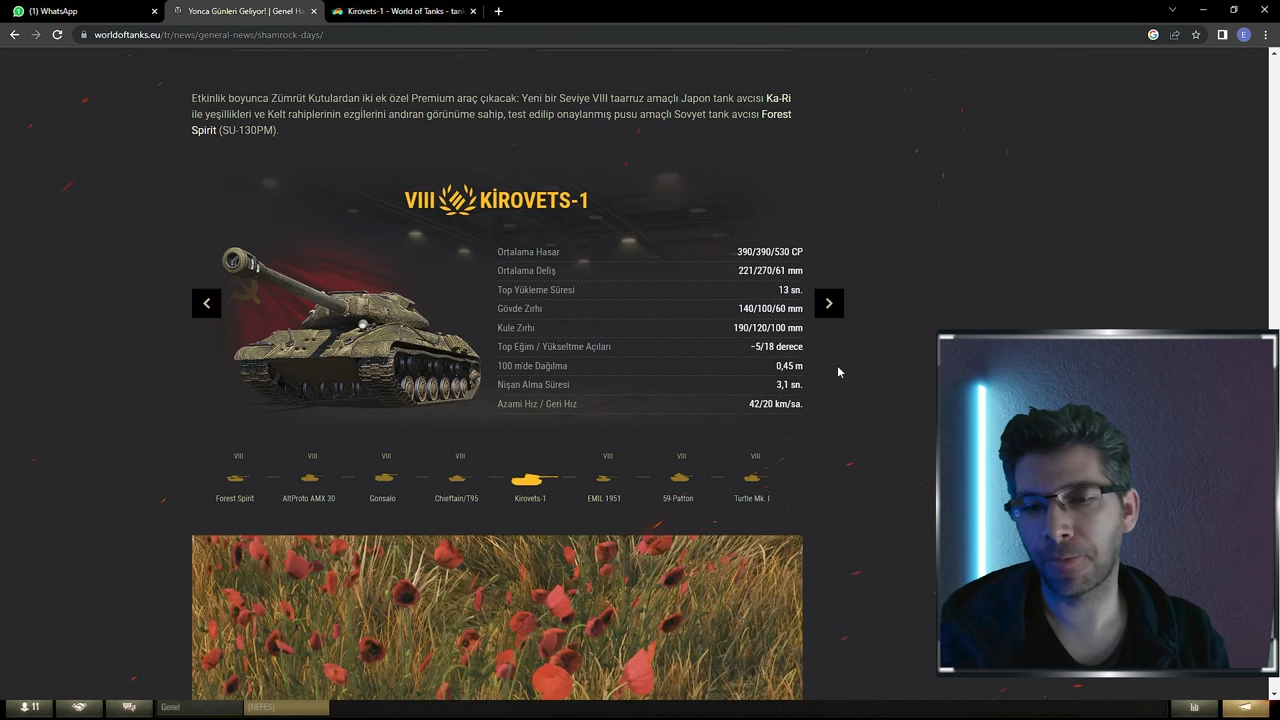 (1) WhatsApp
Yonca Günleri Geliyor! | Genel Ha
Kirovets-1 - World of Tanks - tan
worldoftanks.eu/tr/news/general-news/shamrock-days/
E
Etkinlik boyunca Zümrüt Kutulardan iki ek özel Premium araç çıkacak: Yeni bir Seviye VIII taarruz amaçlı Japon tank avcısı Ka-Ri
ile yeşillikleri ve Kelt rahiplerinin ezgilerini andıran görünüme sahip, test edilip onaylanmış pusu amaçlı Sovyet tank avcısı Forest
Spirit (SU-130PM).
VIII KİROVETS-1
Ortalama Hasar 390/390/530 CP
Ortalama Deliş 221/270/61 mm
Top Yükleme Süresi 13 sn.
Gövde Zırhı 140/100/60 mm
Kule Zırhı 190/120/100 mm
Top Eğim / Yükseltme Açıları −5/18 derece
100 m'de Dağılma 0,45 m
Nişan Alma Süresi 3,1 sn.
Azami Hız / Geri Hız 42/20 km/sa.
VIII VIII VIII VIII VIII VIII VIII
Forest Spirit AltProto AMX 30 Gonsalo Chieftain/T95 Kirovets-1 EMIL 1951 59-Patton Turtle Mk. I
11 Genel [NEFES]